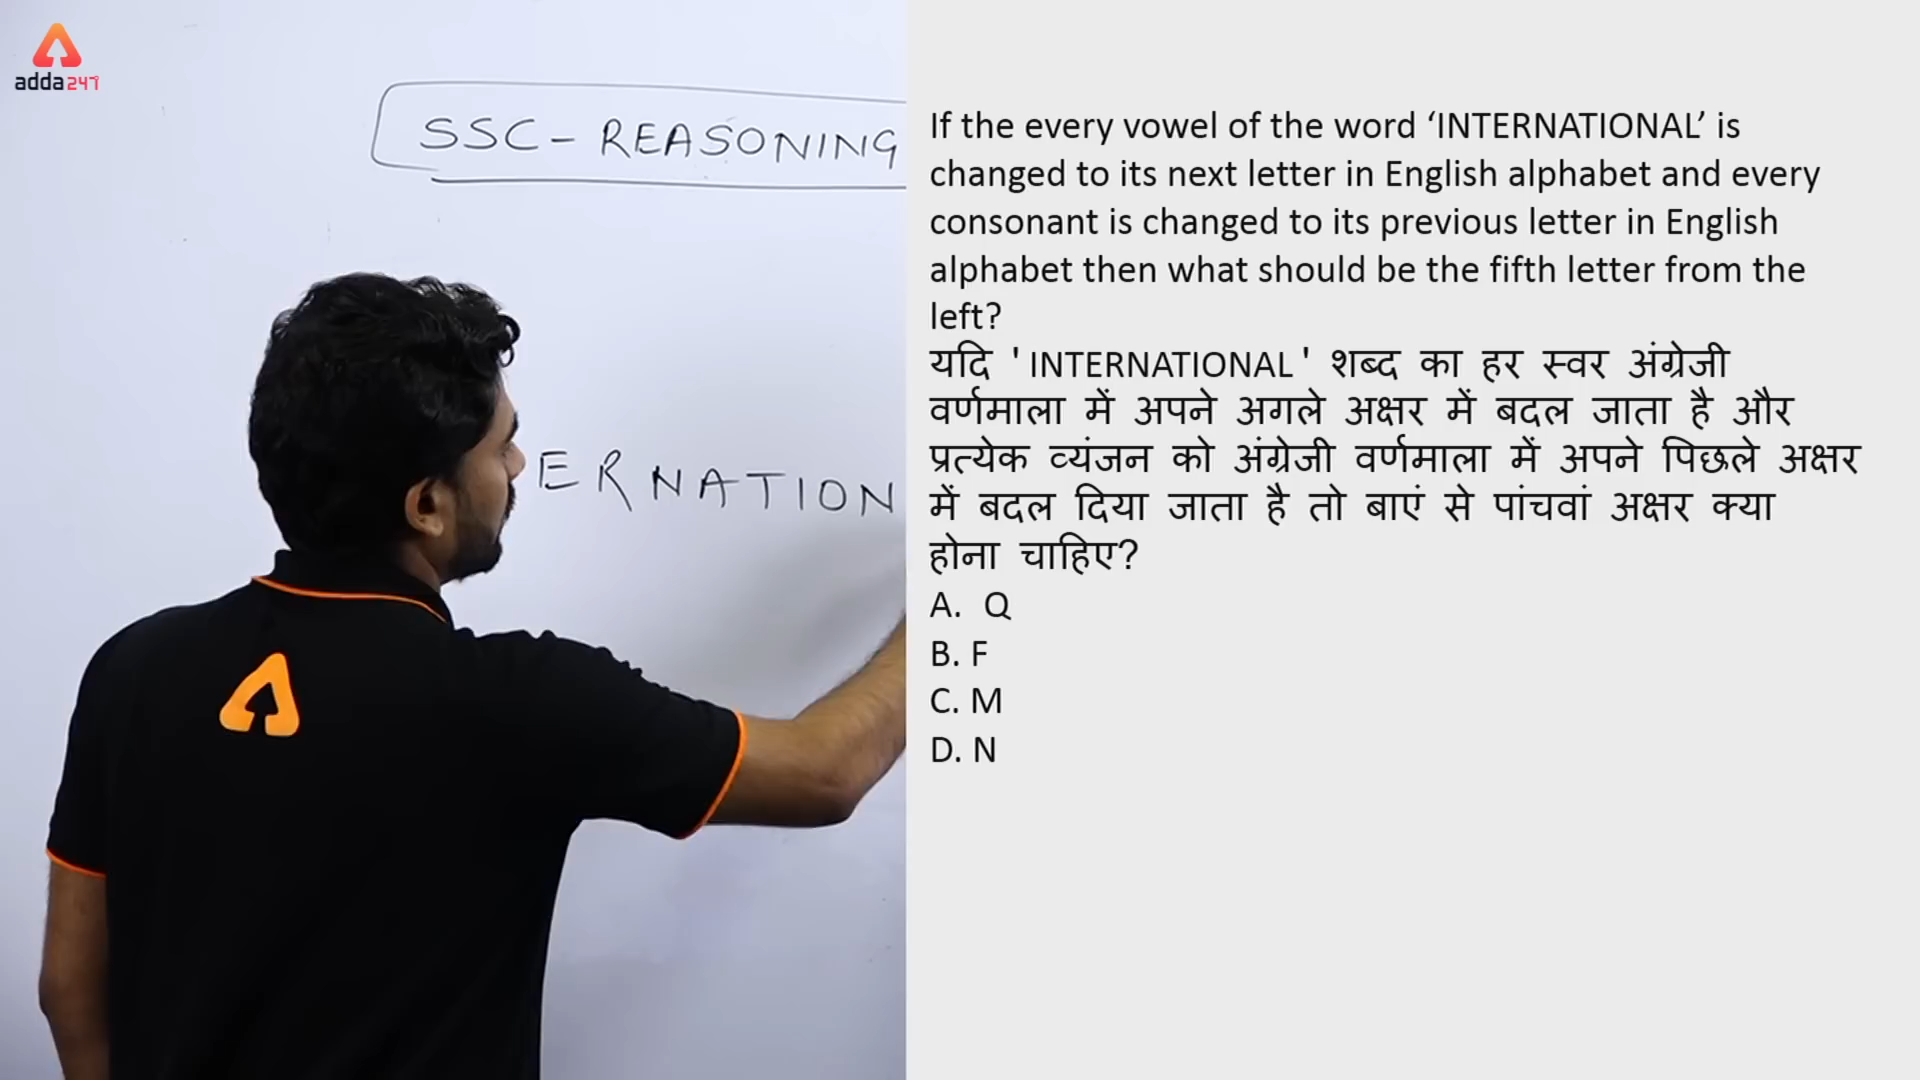 adda247
SSC - REASONING
ERNATION
If the every vowel of the word ‘INTERNATIONAL’ is
changed to its next letter in English alphabet and every
consonant is changed to its previous letter in English
alphabet then what should be the fifth letter from the
left?
यदि ' INTERNATIONAL ' शब्द का हर स्वर अंग्रेजी
वर्णमाला में अपने अगले अक्षर में बदल जाता है और
प्रत्येक व्यंजन को अंग्रेजी वर्णमाला में अपने पिछले अक्षर
में बदल दिया जाता है तो बाएं से पांचवां अक्षर क्या
होना चाहिए?
A. Q
B. F
C. M
D. N